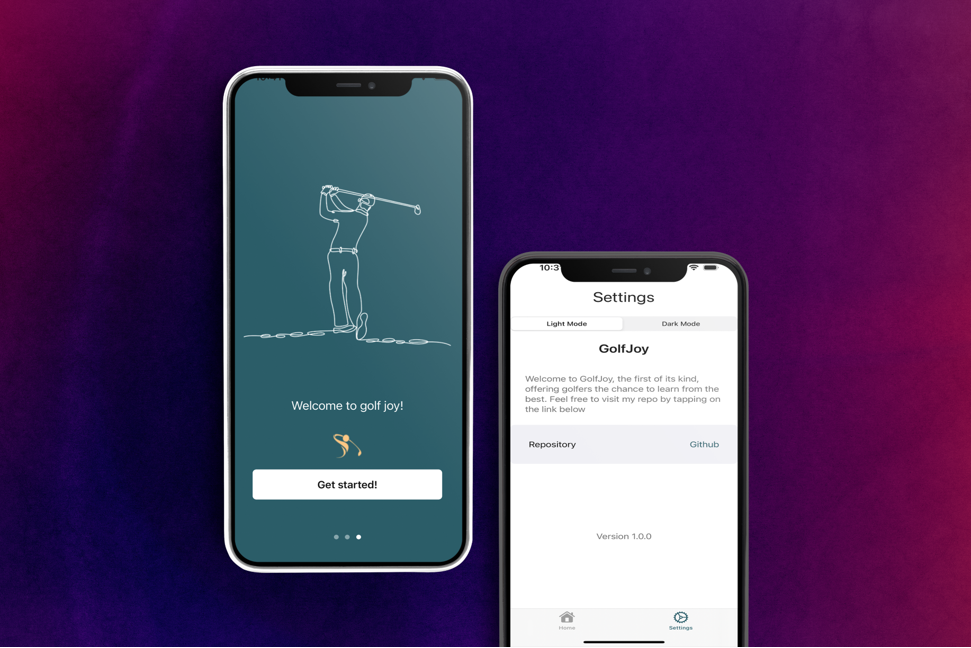 Welcome to golf joy!
Get started!
10:3
Settings
Light Mode
Dark Mode
GolfJoy
Welcome to GolfJoy, the first of its kind,
offering golfers the chance to learn from the
best. Feel free to visit my repo by tapping on
the link below
Repository
Github
Version 1.0.0
Home
Settings